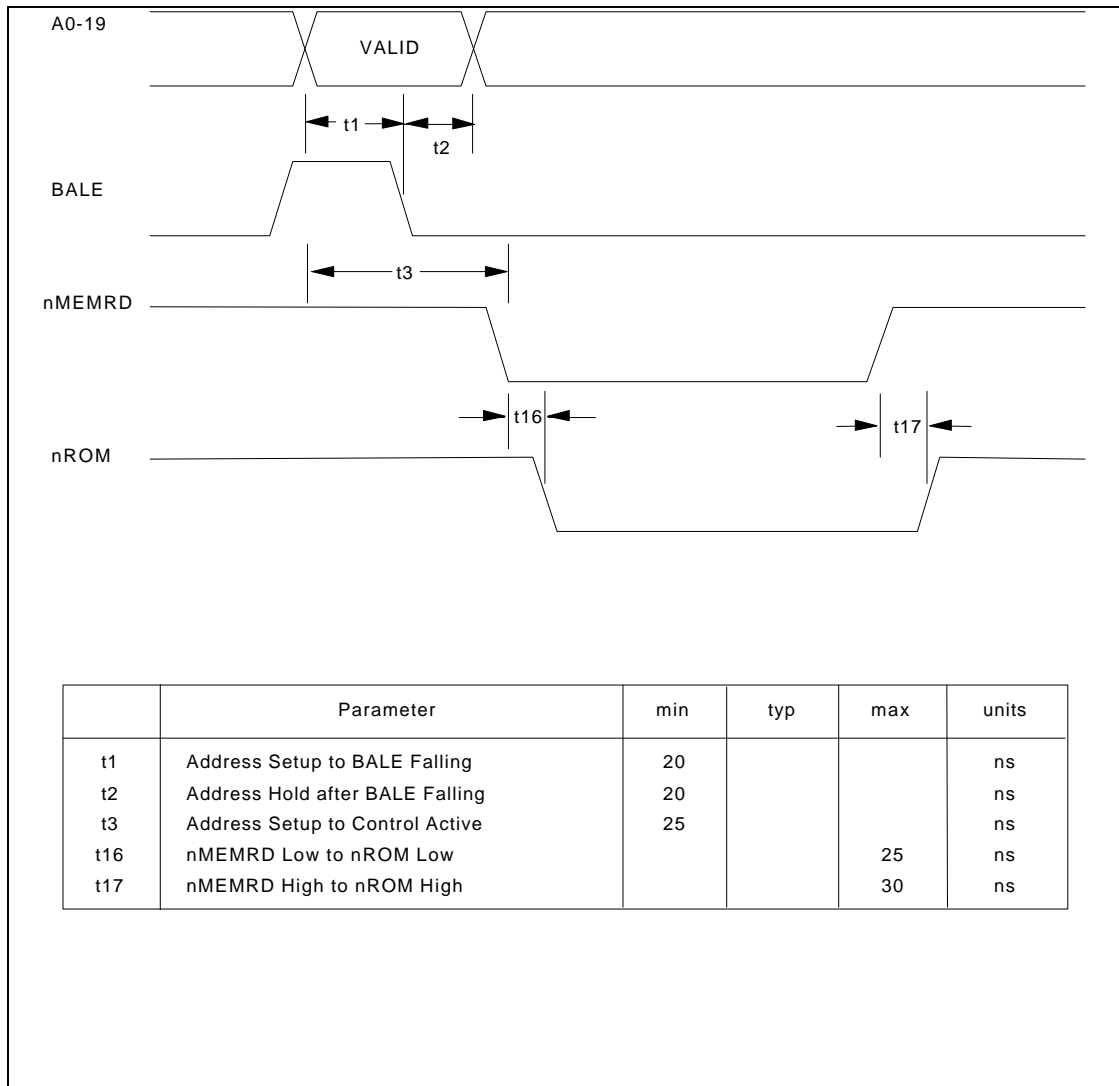 A0-19
VALID
t1
t2
BALE
t3
nMEMRD
t16
t17
nROM
Parameter min typ max units
t1 Address Setup to BALE Falling 20 ns
t2 Address Hold after BALE Falling 20 ns
t3 Address Setup to Control Active 25 ns
t16 nMEMRD Low to nROM Low 25 ns
t17 nMEMRD High to nROM High 30 ns